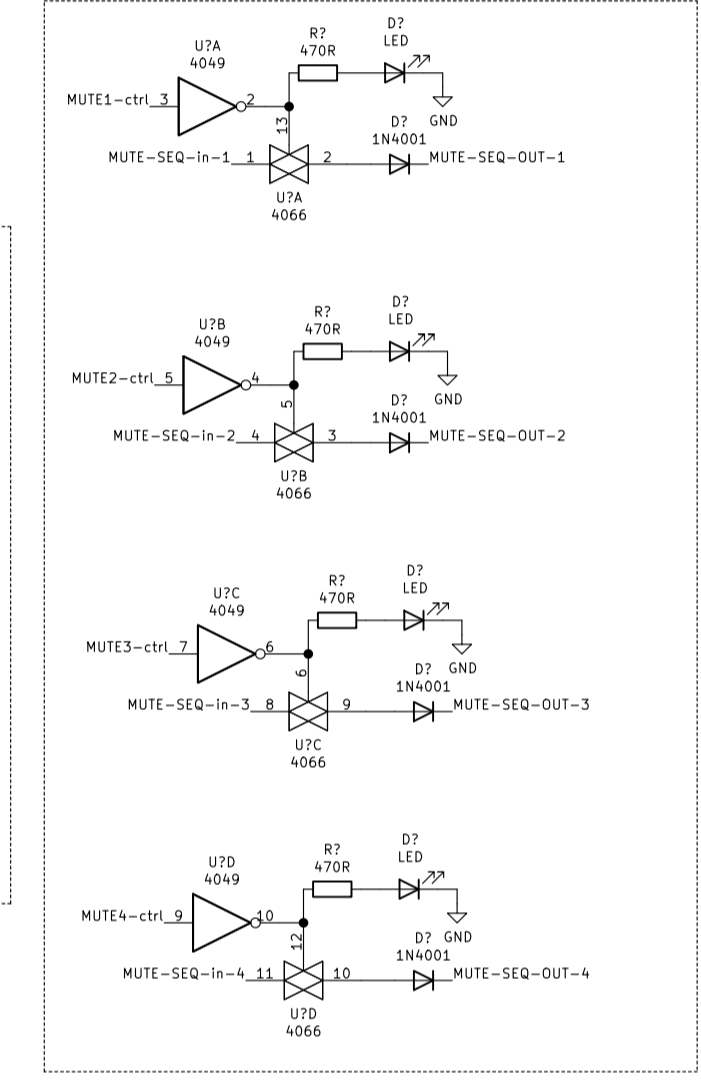 D?
LED
R?
470R
U?A
4049
MUTE1-ctrl 3
2
GND
13
D?
1N4001
MUTE-SEQ-in-1 1
2
MUTE-SEQ-OUT-1
U?A
4066
D?
LED
R?
470R
U?B
4049
MUTE2-ctrl 5
4
GND
5
D?
1N4001
MUTE-SEQ-in-2 4
3
MUTE-SEQ-OUT-2
U?B
4066
D?
LED
R?
470R
U?C
4049
MUTE3-ctrl 7
6
GND
6
D?
1N4001
MUTE-SEQ-in-3 8
9
MUTE-SEQ-OUT-3
U?C
4066
D?
LED
R?
470R
U?D
4049
MUTE4-ctrl 9
10
GND
12
D?
1N4001
MUTE-SEQ-in-4 11
10
MUTE-SEQ-OUT-4
U?D
4066